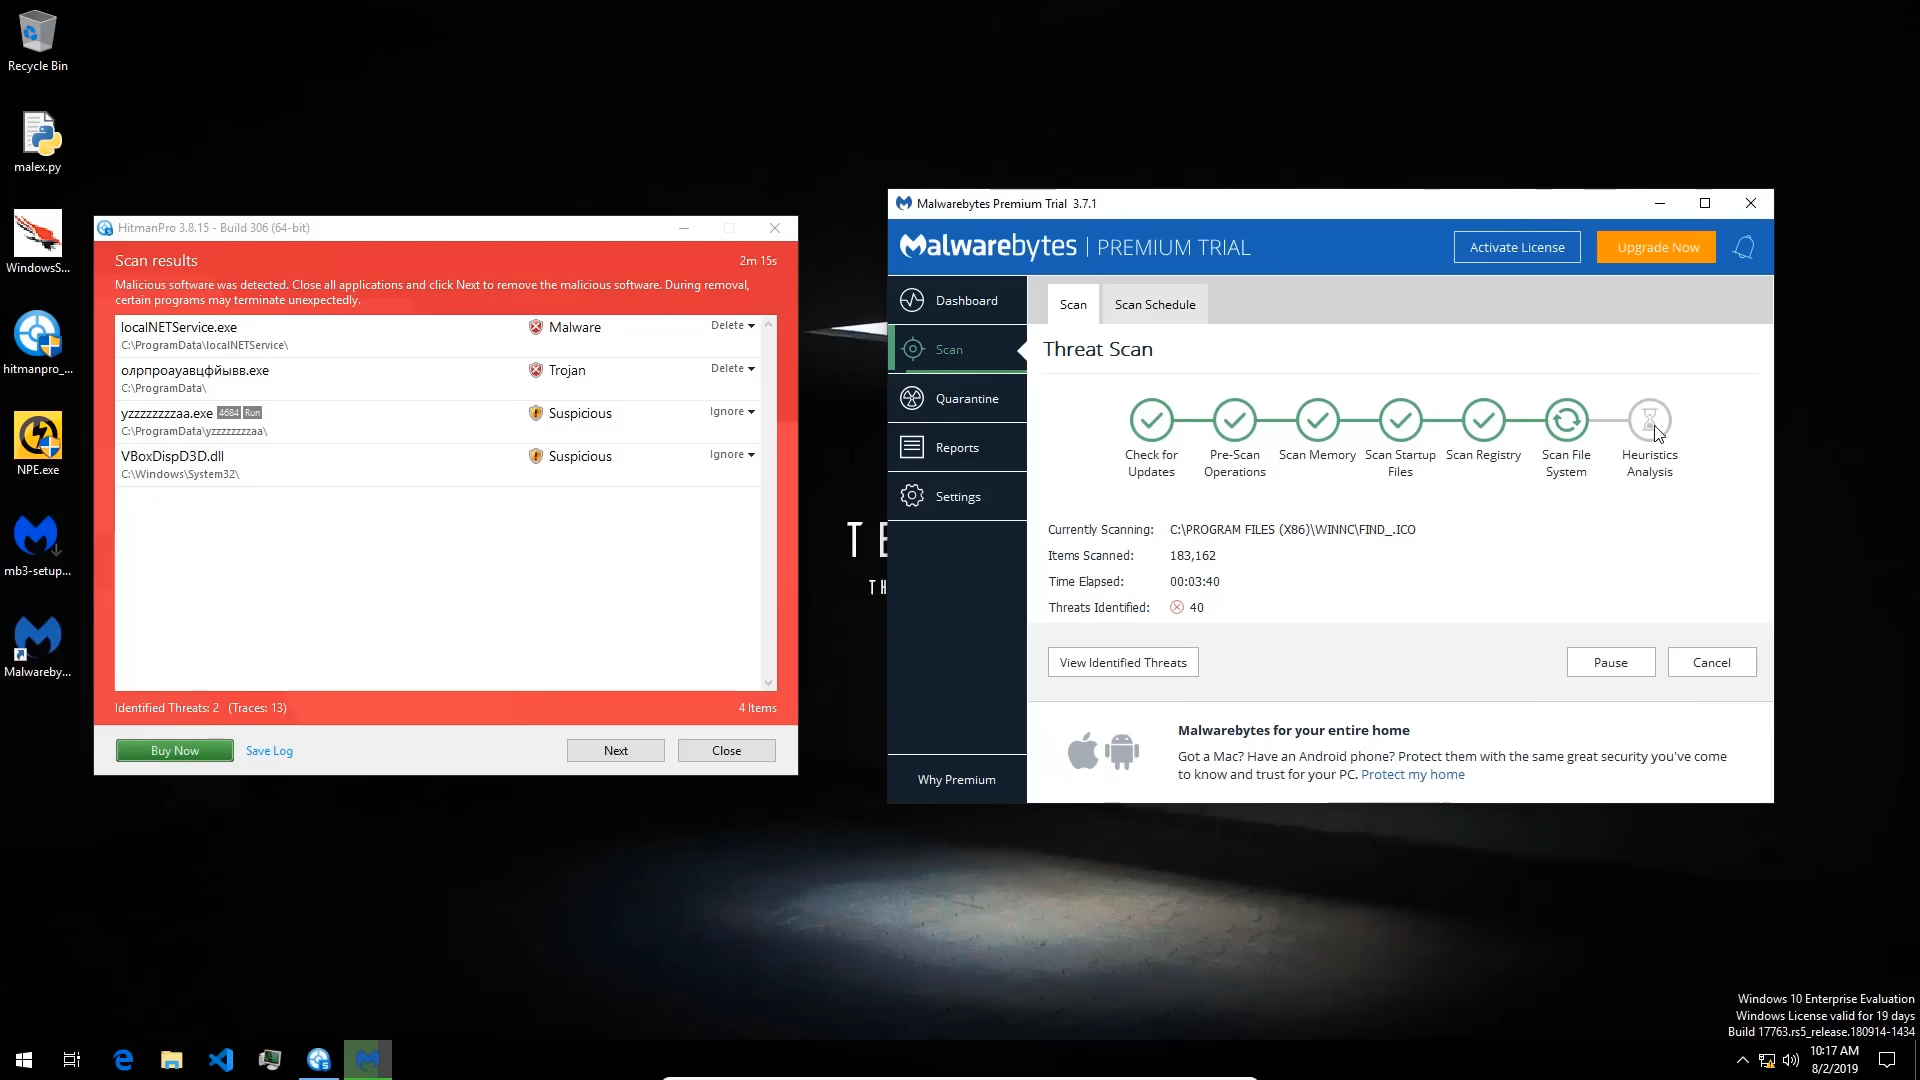 Recycle Bin
malex.py
WindowsS...
hitmanpro_...
NPE.exe
mb3-setup...
Malwareby...
HitmanPro 3.8.15 - Build 306 (64-bit)
Scan results
2m 15s
Malicious software was detected. Close all applications and click Next to remove the malicious software. During removal,
certain programs may terminate unexpectedly.
localNETService.exe
Malware
Delete
C:\ProgramData\localNETService\
олрпроауавцфйывв.exe
Trojan
Delete
C:\ProgramData\
yzzzzzzzzaa.exe 4684 Run
Suspicious
Ignore
C:\ProgramData\yzzzzzzzzaa\
VBoxDispD3D.dll
Suspicious
Ignore
C:\Windows\System32\
Identified Threats: 2 (Traces: 13)
4 Items
Buy Now
Save Log
Next
Close
T E
T H
Malwarebytes Premium Trial 3.7.1
Malwarebytes | PREMIUM TRIAL
Activate License
Upgrade Now
Dashboard
Scan
Quarantine
Reports
Settings
Why Premium
Scan
Scan Schedule
Threat Scan
Check for
Updates
Pre-Scan
Operations
Scan Memory
Scan Startup
Files
Scan Registry
Scan File
System
Heuristics
Analysis
Currently Scanning: C:\PROGRAM FILES (X86)\WINNC\FIND_.ICO
Items Scanned: 183,162
Time Elapsed: 00:03:40
Threats Identified: 40
View Identified Threats
Pause
Cancel
Malwarebytes for your entire home
Got a Mac? Have an Android phone? Protect them with the same great security you've come
to know and trust for your PC. Protect my home
Windows 10 Enterprise Evaluation
Windows License valid for 19 days
Build 17763.rs5_release.180914-1434
10:17 AM
8/2/2019